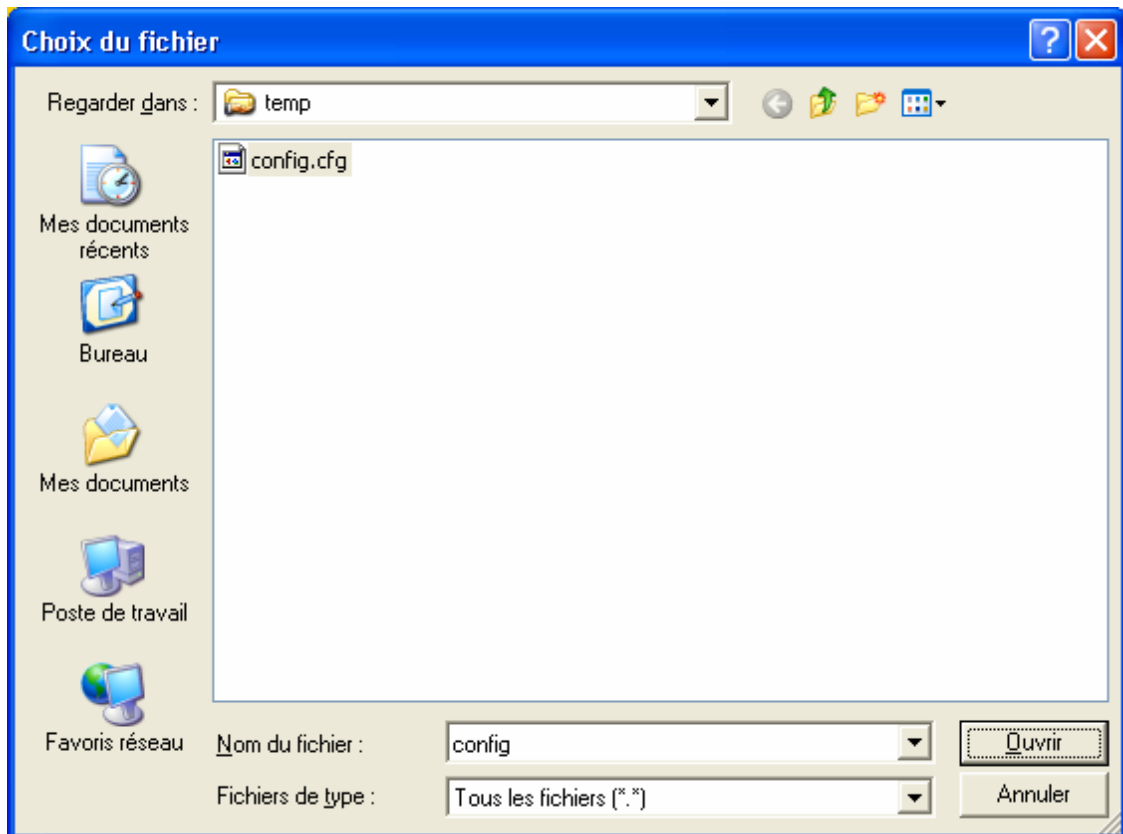 Choix du fichier
Regarder dans :
temp
config.cfg
Mes documents
récents
Bureau
Mes documents
Poste de travail
Favoris réseau
Nom du fichier :
config
Ouvrir
Fichiers de type :
Tous les fichiers (*.*)
Annuler